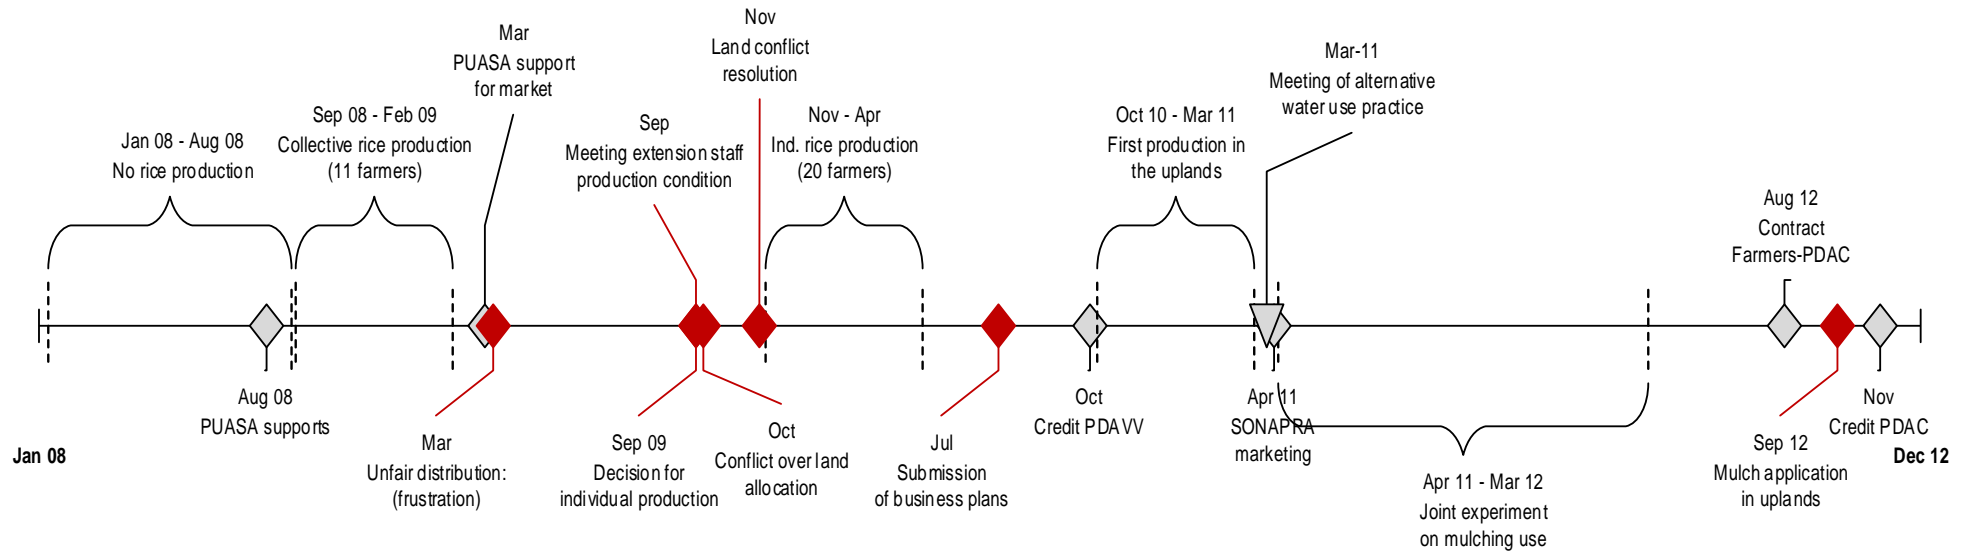 Jan 08 - Aug 08
No rice production
Sep 08 - Feb 09
Collective rice production
(11 farmers)
Mar
PUASA support
for market
Sep
Meeting extension staff
production condition
Nov
Land conflict
resolution
Nov - Apr
Ind. rice production
(20 farmers)
Oct 10 - Mar 11
First production in
the uplands
Mar-11
Meeting of alternative
water use practice
Aug 12
Contract
Farmers-PDAC
Jan 08
Aug 08
PUASA supports
Mar
Unfair distribution:
(frustration)
Sep 09
Decision for
individual production
Oct
Conflict over land
allocation
Jul
Submission
of business plans
Oct
Credit PDAVV
Apr 11
SONAPRA
marketing
Apr 11 - Mar 12
Joint experiment
on mulching use
Sep 12
Mulch application
in uplands
Nov
Credit PDAC
Dec 12